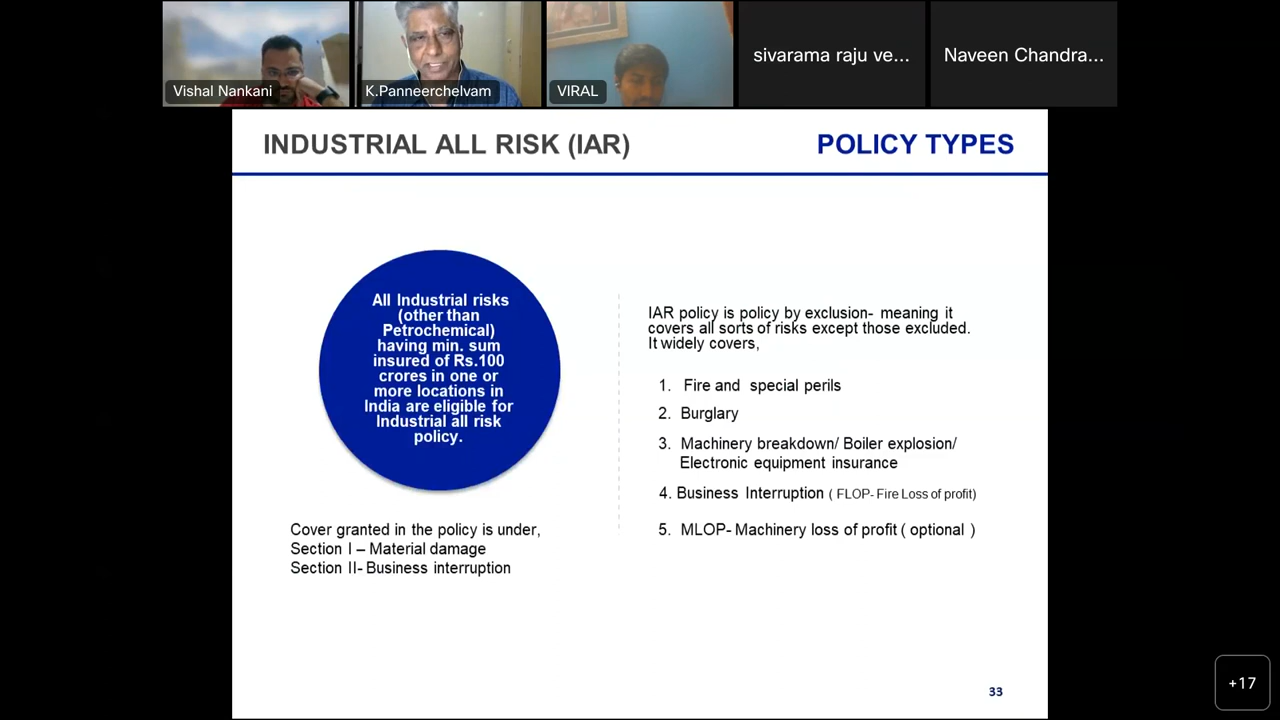 Vishal Nankani
K.Panneerchelvam
VIRAL
sivarama raju ve...
Naveen Chandra...
INDUSTRIAL ALL RISK (IAR)
POLICY TYPES
All Industrial risks
(other than
Petrochemical)
having min. sum
insured of Rs.100
crores in one or
more locations in
India are eligible for
Industrial all risk
policy.
Cover granted in the policy is under,
Section I – Material damage
Section II- Business interruption
IAR policy is policy by exclusion- meaning it
covers all sorts of risks except those excluded.
It widely covers,
1. Fire and special perils
2. Burglary
3. Machinery breakdown/ Boiler explosion/
Electronic equipment insurance
4. Business Interruption ( FLOP- Fire Loss of profit)
5. MLOP- Machinery loss of profit ( optional )
33
+17